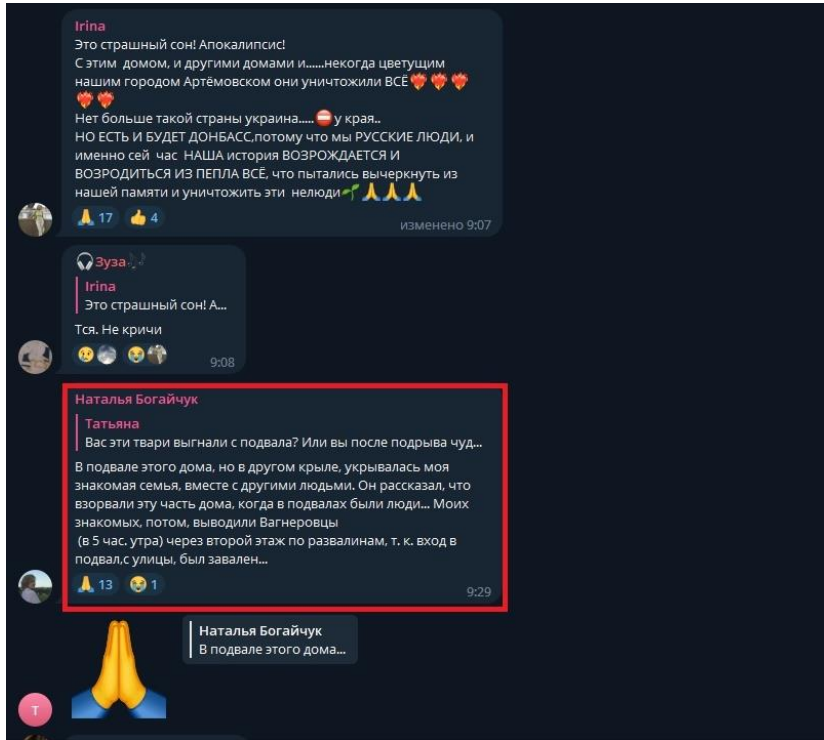 Irina
Это страшный сон! Апокалипсис!
С этим домом, и другими домами и......некогда цветущим
нашим городом Артёмовском они уничтожили ВСЁ❤️‍🔥❤️‍🔥❤️‍🔥
❤️‍🔥❤️‍🔥
Нет больше такой страны украина.....⛔у края..
НО ЕСТЬ И БУДЕТ ДОНБАСС,потому что мы РУССКИЕ ЛЮДИ, и
именно сей час НАША история ВОЗРОЖДАЕТСЯ И
ВОЗРОДИТЬСЯ ИЗ ПЕПЛА ВСЁ, что пытались вычеркнуть из
нашей памяти и уничтожить эти нелюди🌱🙏🙏🙏
🙏 17 👍 4
изменено 9:07
🎧Зуза🎶
Irina
Это страшный сон! А...
Тся. Не кричи
9:08
Наталья Богайчук
Татьяна
Вас эти твари выгнали с подвала? Или вы после подрыва чуд...
В подвале этого дома, но в другом крыле, укрывалась моя
знакомая семья, вместе с другими людьми. Он рассказал, что
взорвали эту часть дома, когда в подвалах были люди... Моих
знакомых, потом, выводили Вагнеровцы
(в 5 час. утра) через второй этаж по развалинам, т. к. вход в
подвал,с улицы, был завален...
🙏 13 😭 1
9:29
Наталья Богайчук
В подвале этого дома...
Т